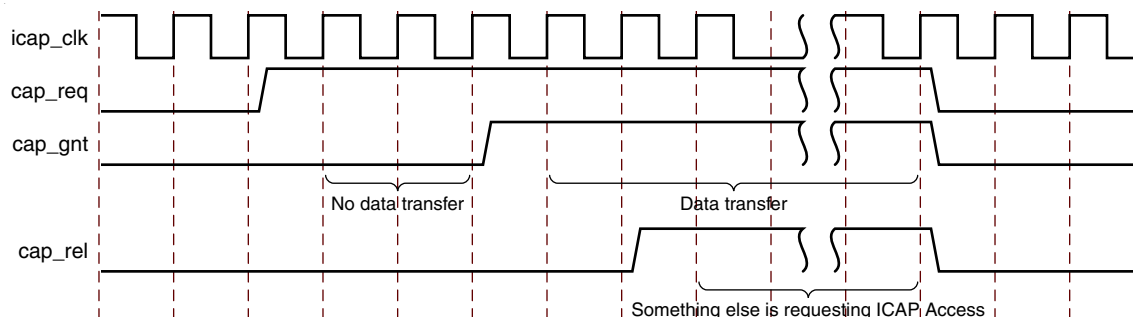 icap_clk
cap_req
cap_gnt
No data transfer
Data transfer
cap_rel
Something else is requesting ICAP Access